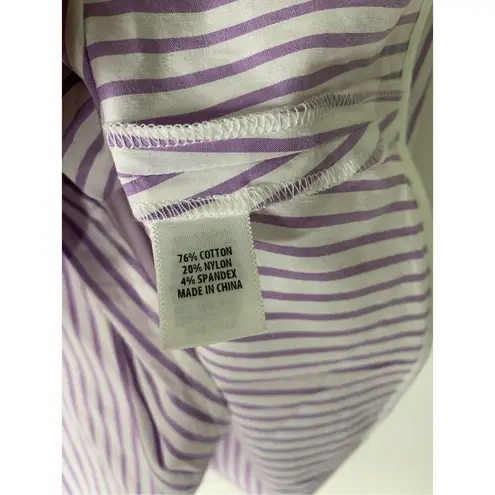 76% COTTON
20% NYLON
4% SPANDEX
MADE IN CHINA